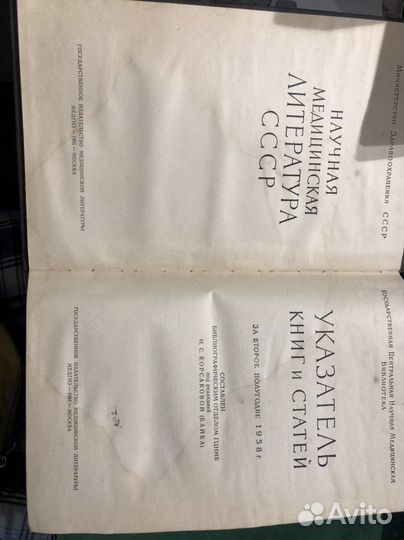 Министерство Здравоохранения СССР
НАУЧНАЯ
МЕДИЦИНСКАЯ
ЛИТЕРАТУРА
СССР
ГОСУДАРСТВЕННОЕ ИЗДАТЕЛЬСТВО МЕДИЦИНСКОЙ ЛИТЕРАТУРЫ
МЕДГИЗ — 1961 — МОСКВА
Государственная Центральная Научная Медицинская
Библиотека
УКАЗАТЕЛЬ
КНИГ и СТАТЕЙ
ЗА ВТОРОЕ ПОЛУГОДИЕ 1958 г.
СОСТАВЛЕН
БИБЛИОГРАФИЧЕСКИМ ОТДЕЛОМ ГЦНМБ
под редакцией
Н. С. КОРСАКОВОЙ (БАЙБА)
ГОСУДАРСТВЕННОЕ ИЗДАТЕЛЬСТВО МЕДИЦИНСКОЙ ЛИТЕРАТУРЫ
МЕДГИЗ — 1961 — МОСКВА
Avito